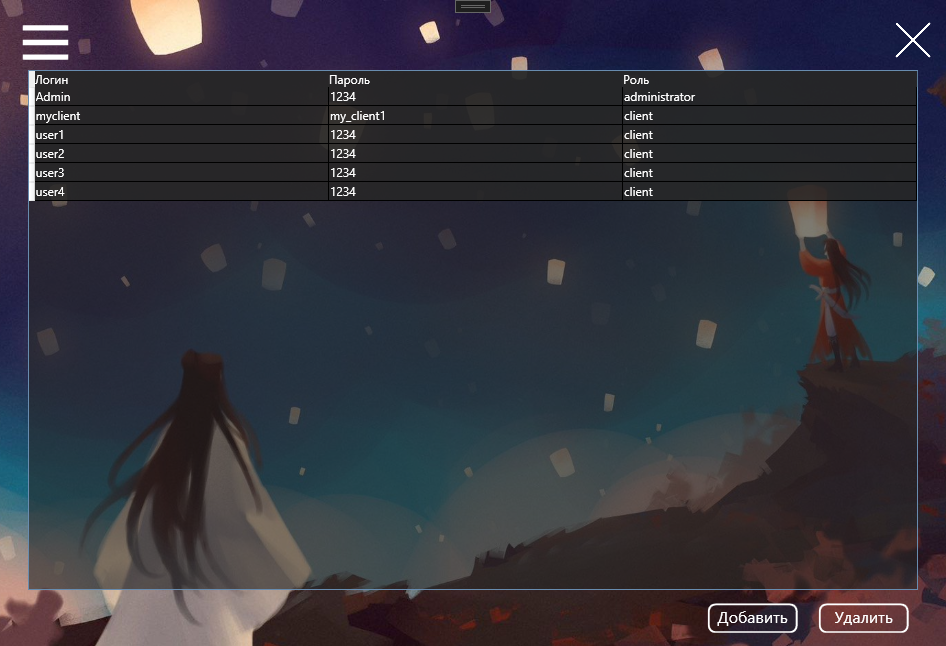 Логин Пароль Роль
Admin 1234 administrator
myclient my_client1 client
user1 1234 client
user2 1234 client
user3 1234 client
user4 1234 client
Добавить Удалить